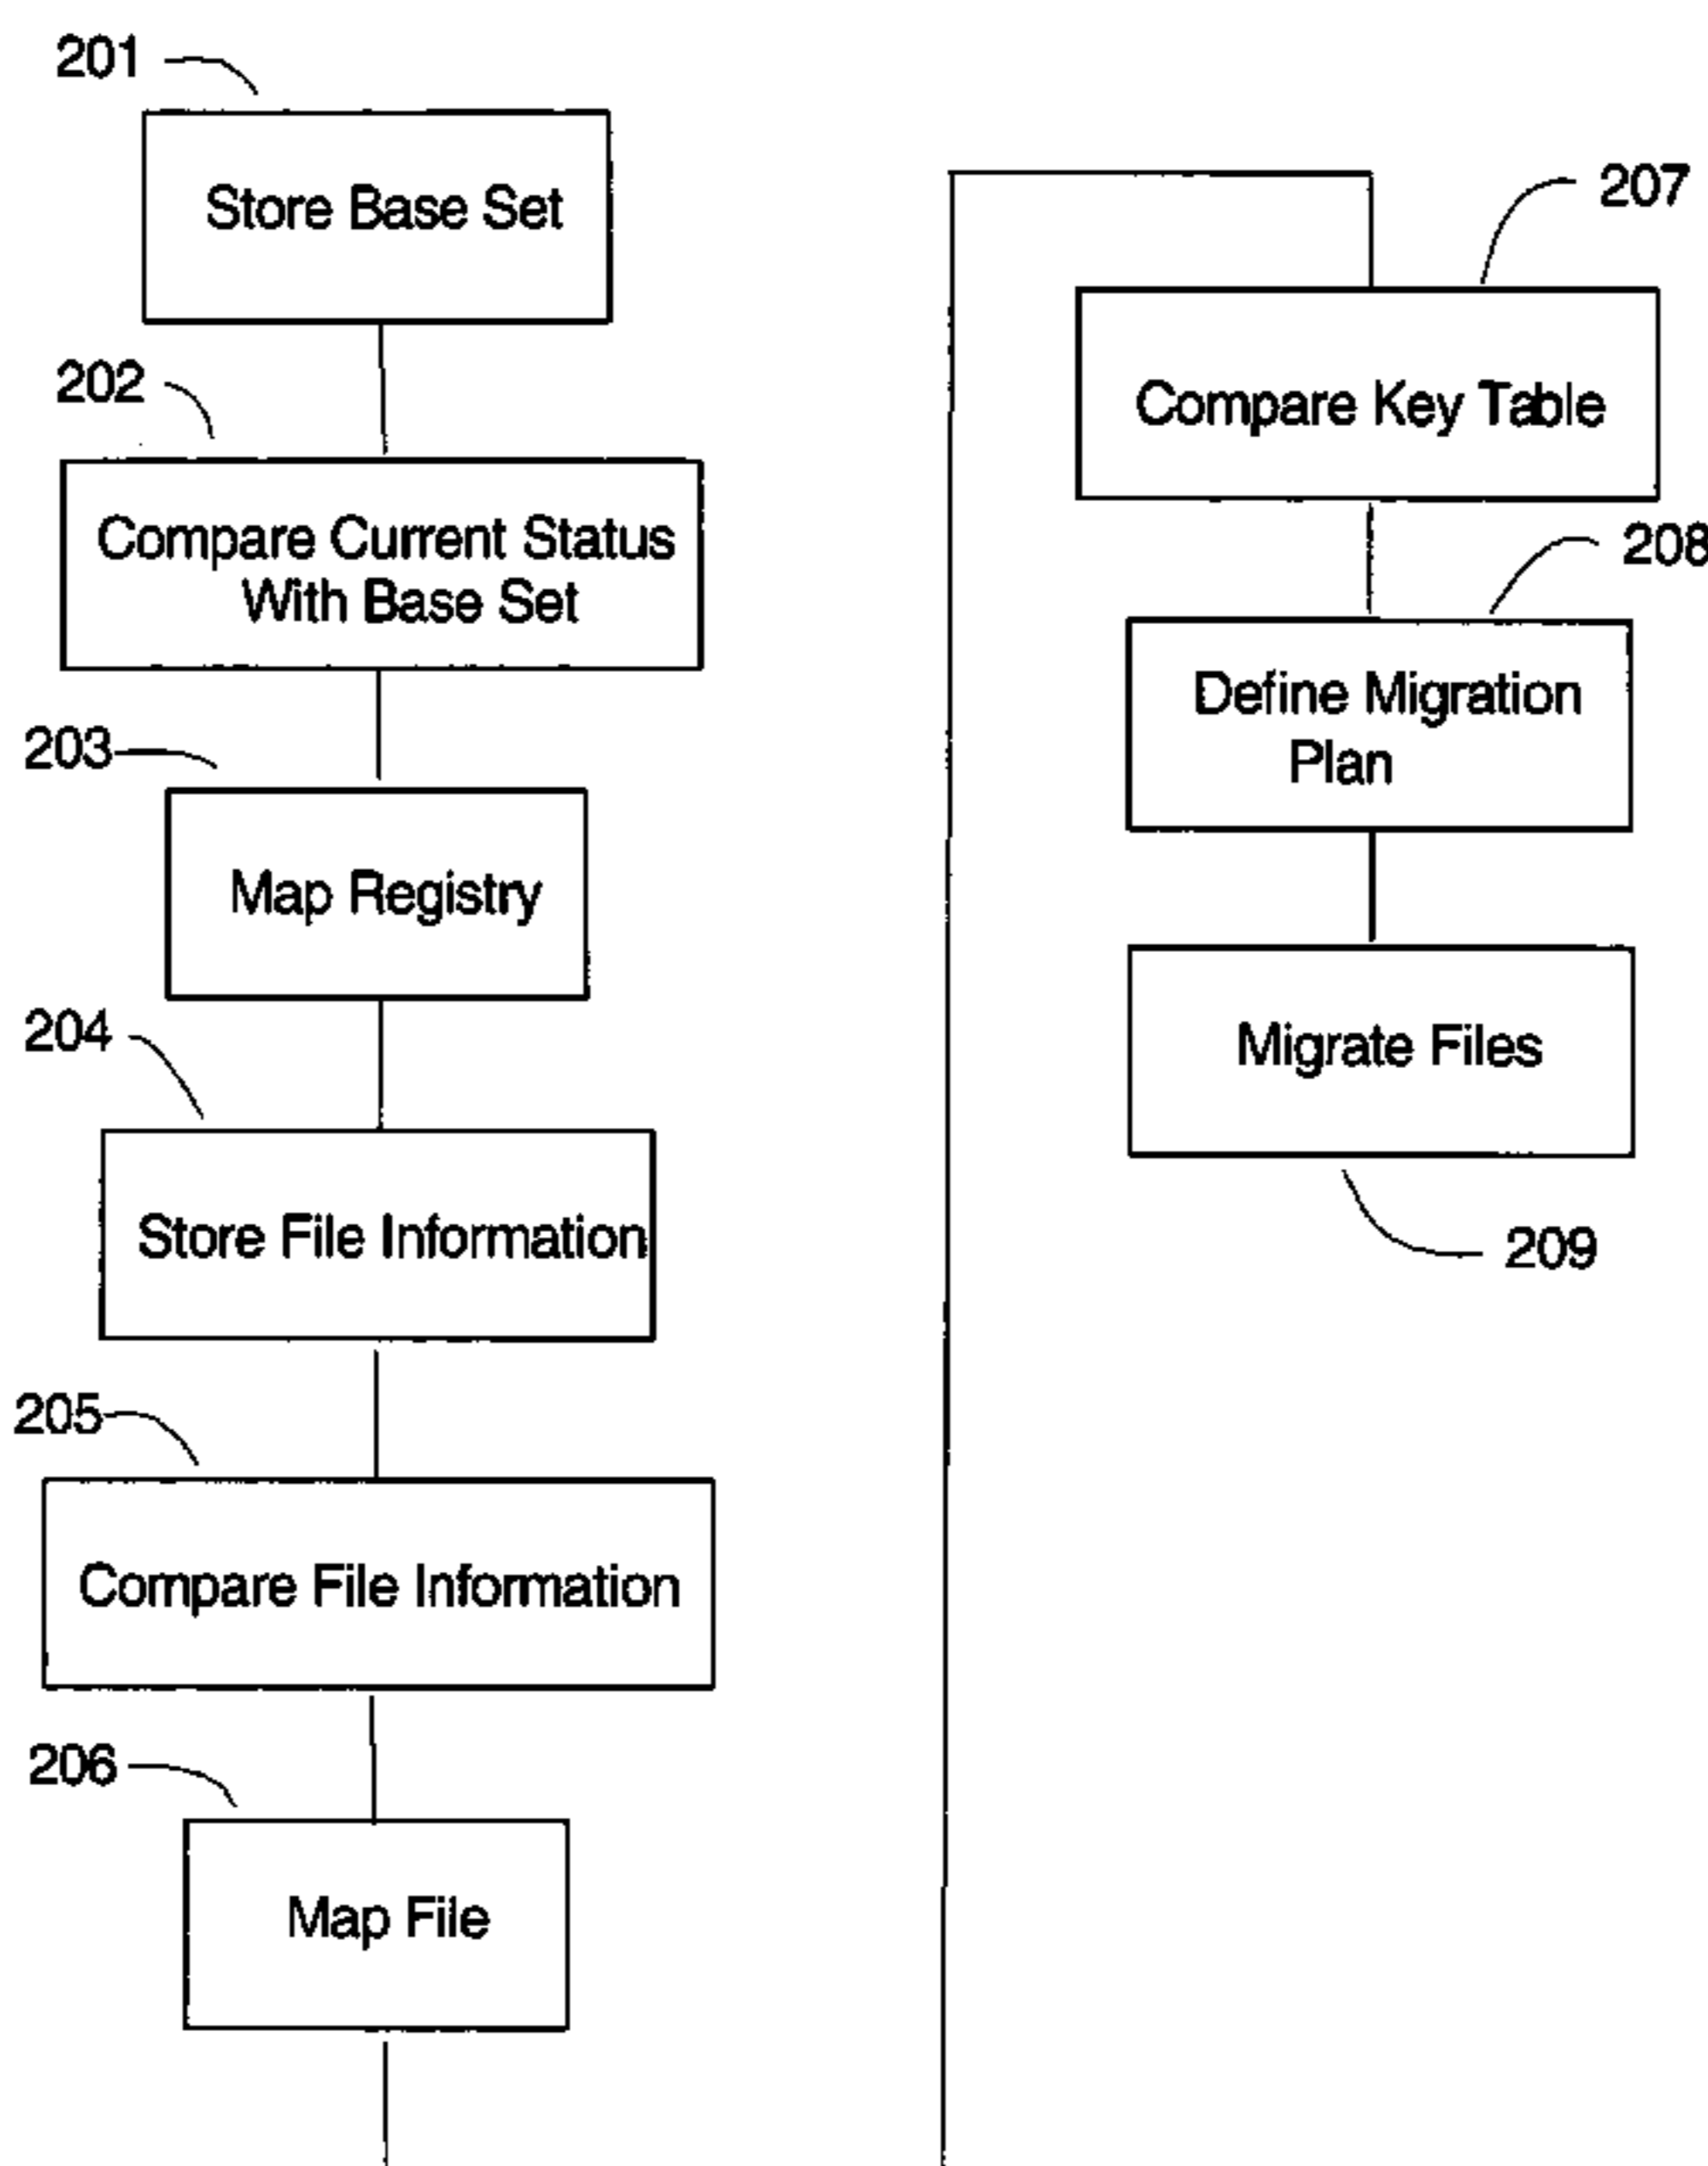 201
Store Base Set
202
Compare Current Status
With Base Set
203
Map Registry
204
Store File Information
205
Compare File Information
206
Map File
207
Compare Key Table
208
Define Migration
Plan
Migrate Files
209